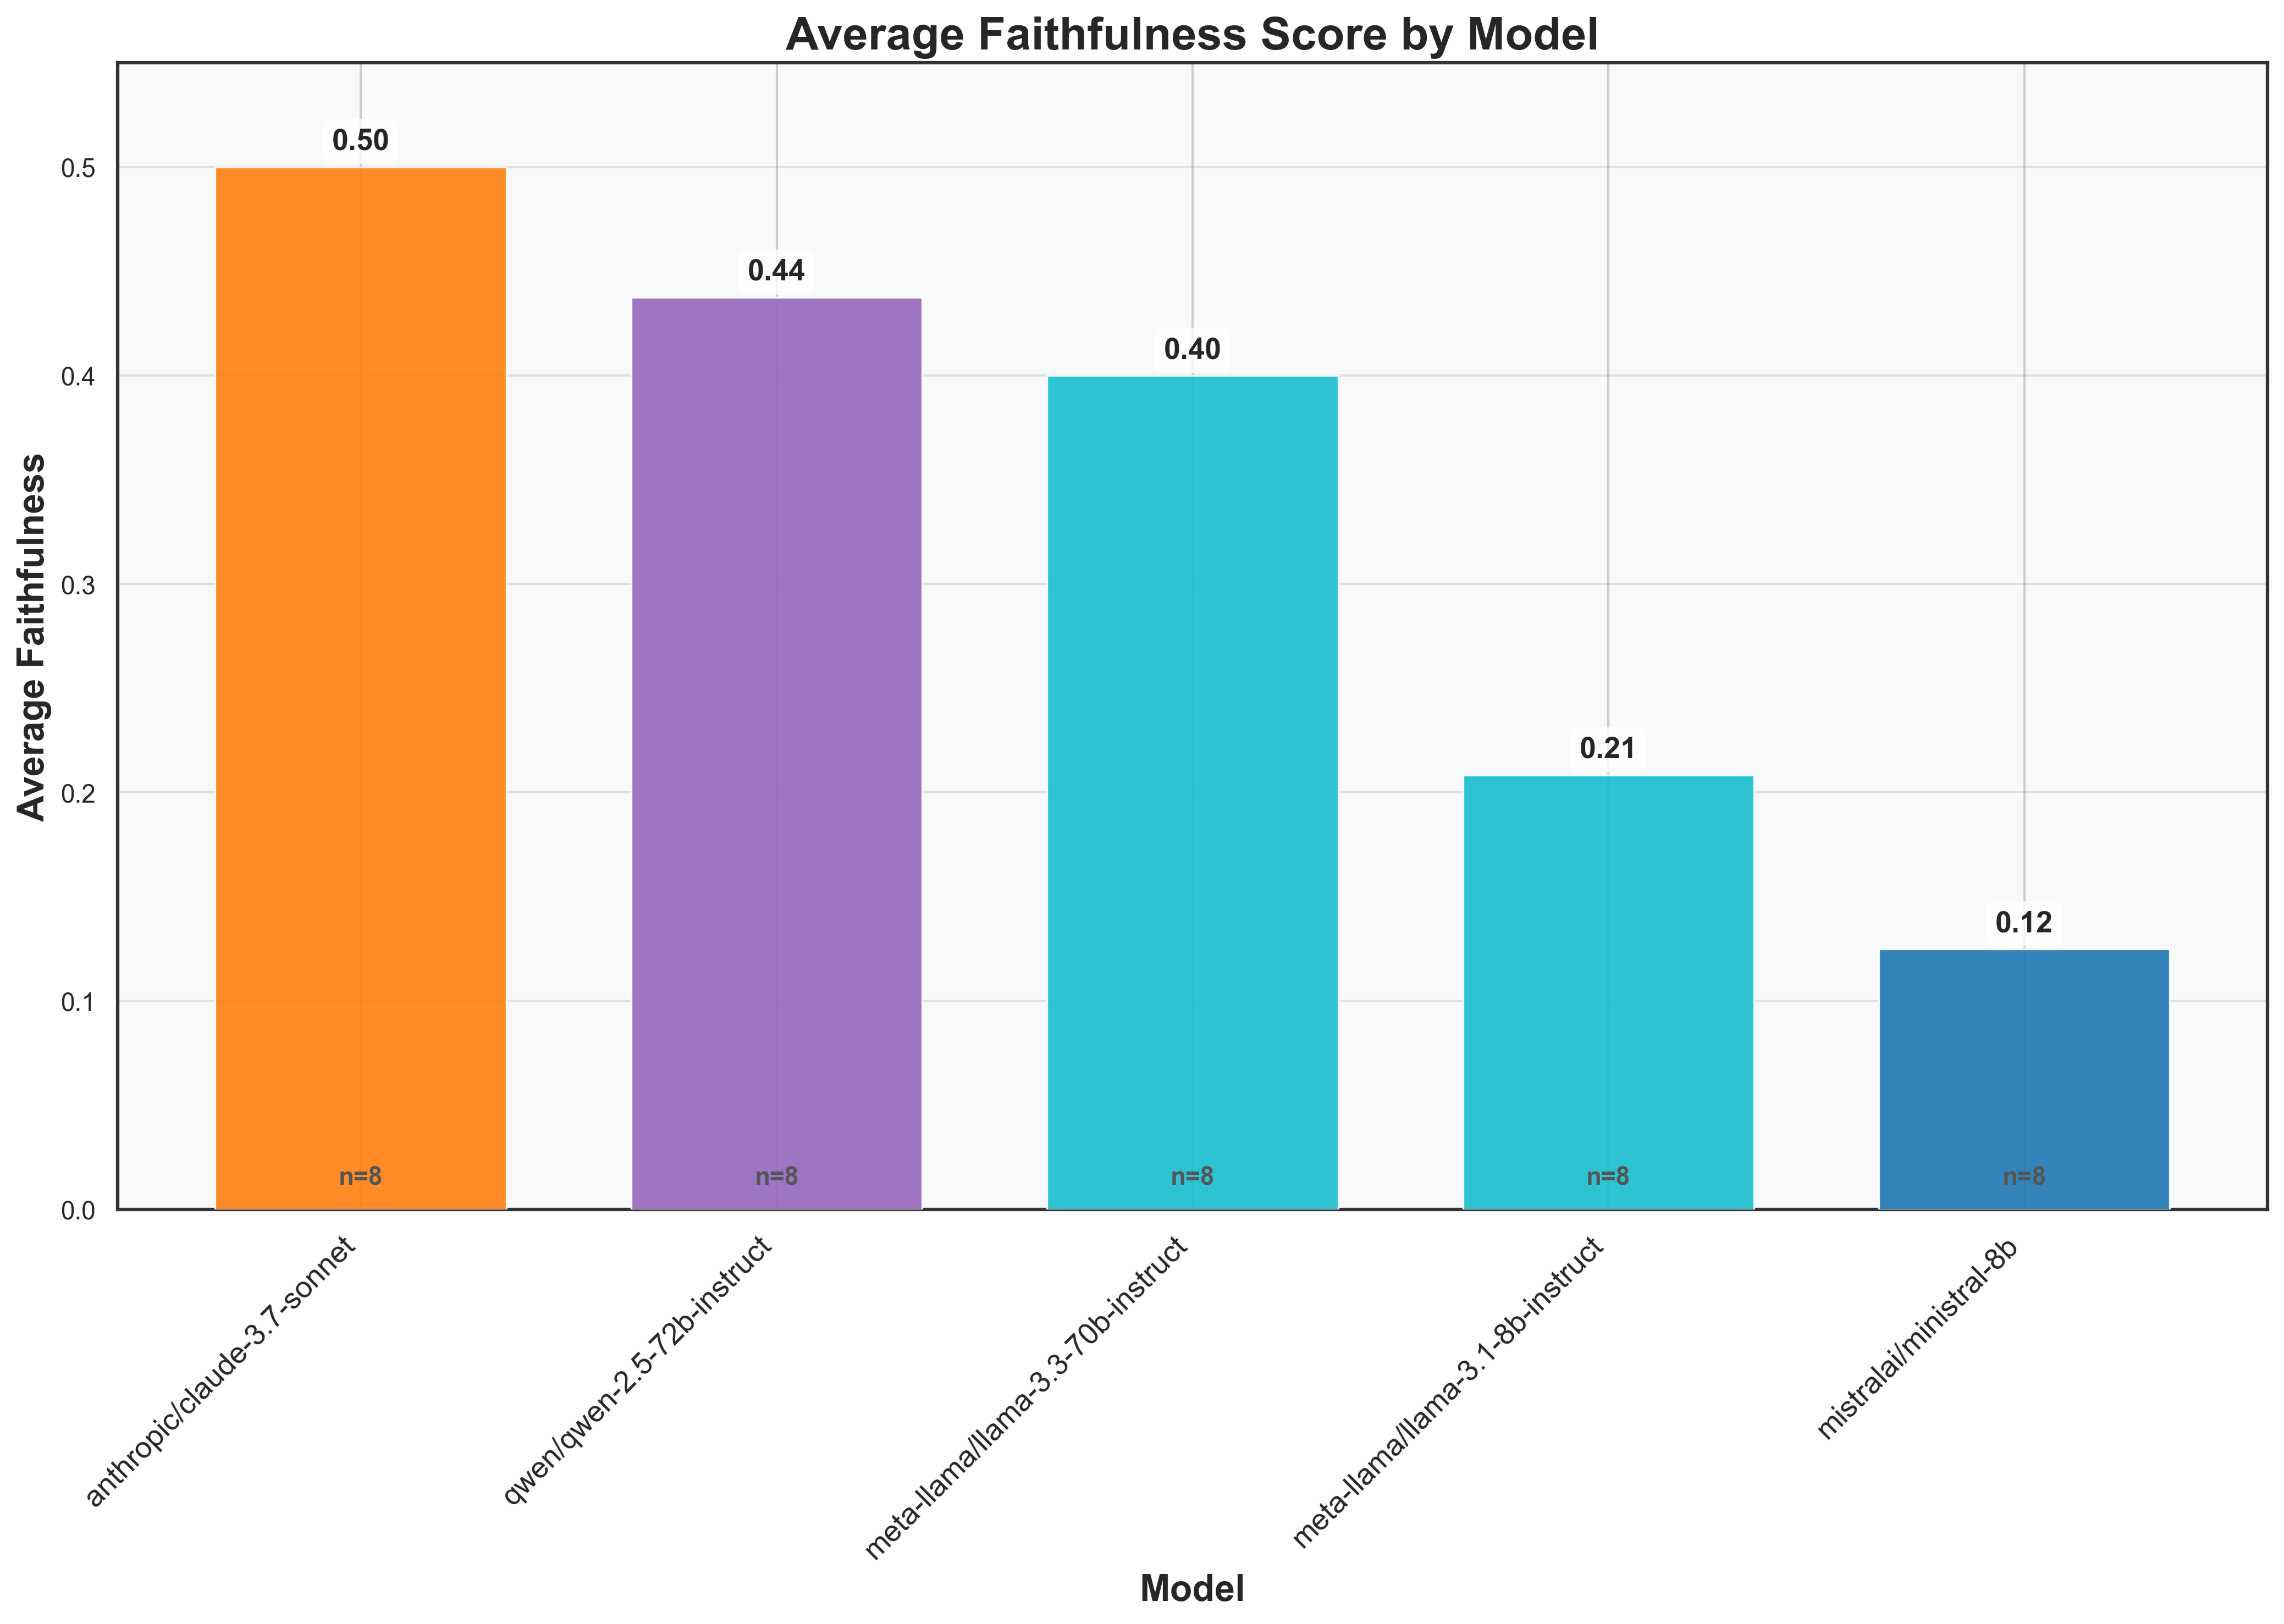 Average Faithfulness Score by Model
Average Faithfulness
0.5
0.4
0.3
0.2
0.1
0.0
0.50
0.44
0.40
0.21
0.12
n=8
n=8
n=8
n=8
n=8
anthropic/claude-3.7-sonnet
qwen/qwen-2.5-72b-instruct
meta-llama/llama-3.3-70b-instruct
meta-llama/llama-3.1-8b-instruct
mistralai/ministral-8b
Model